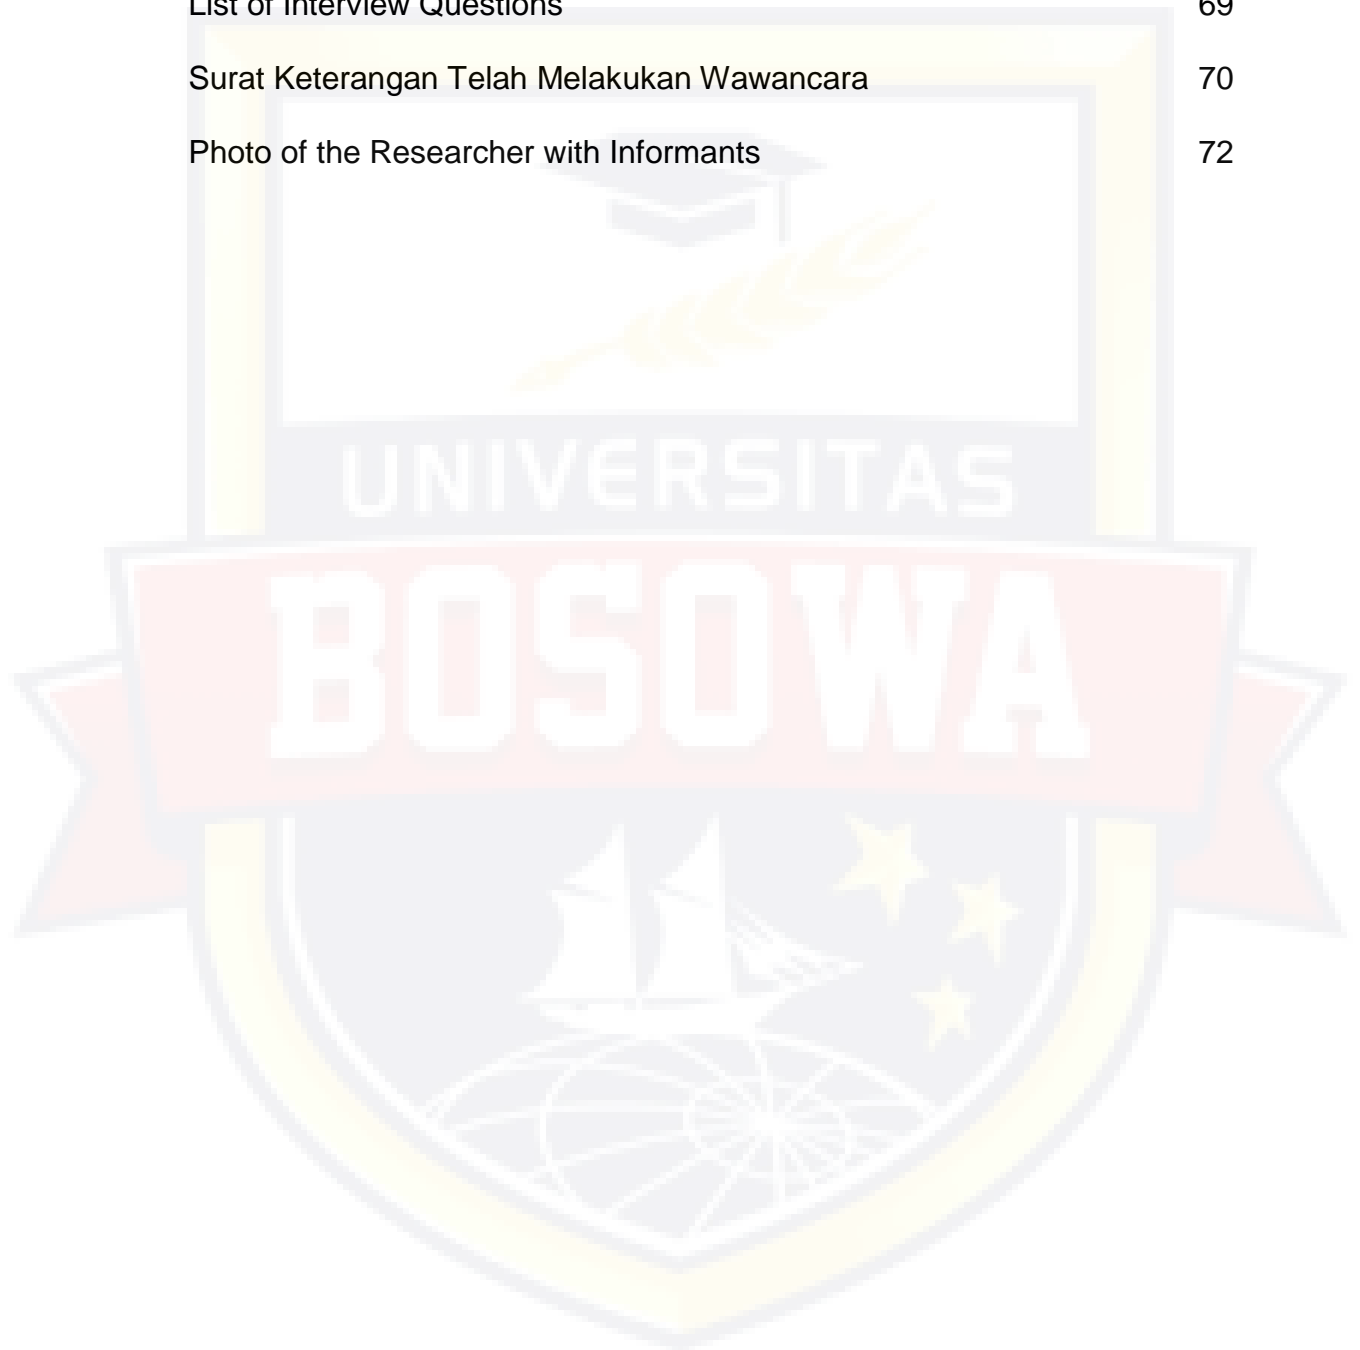 List of Interview Questions 69
Surat Keterangan Telah Melakukan Wawancara 70
Photo of the Researcher with Informants 72
UNIVERSITAS
BOSOWA